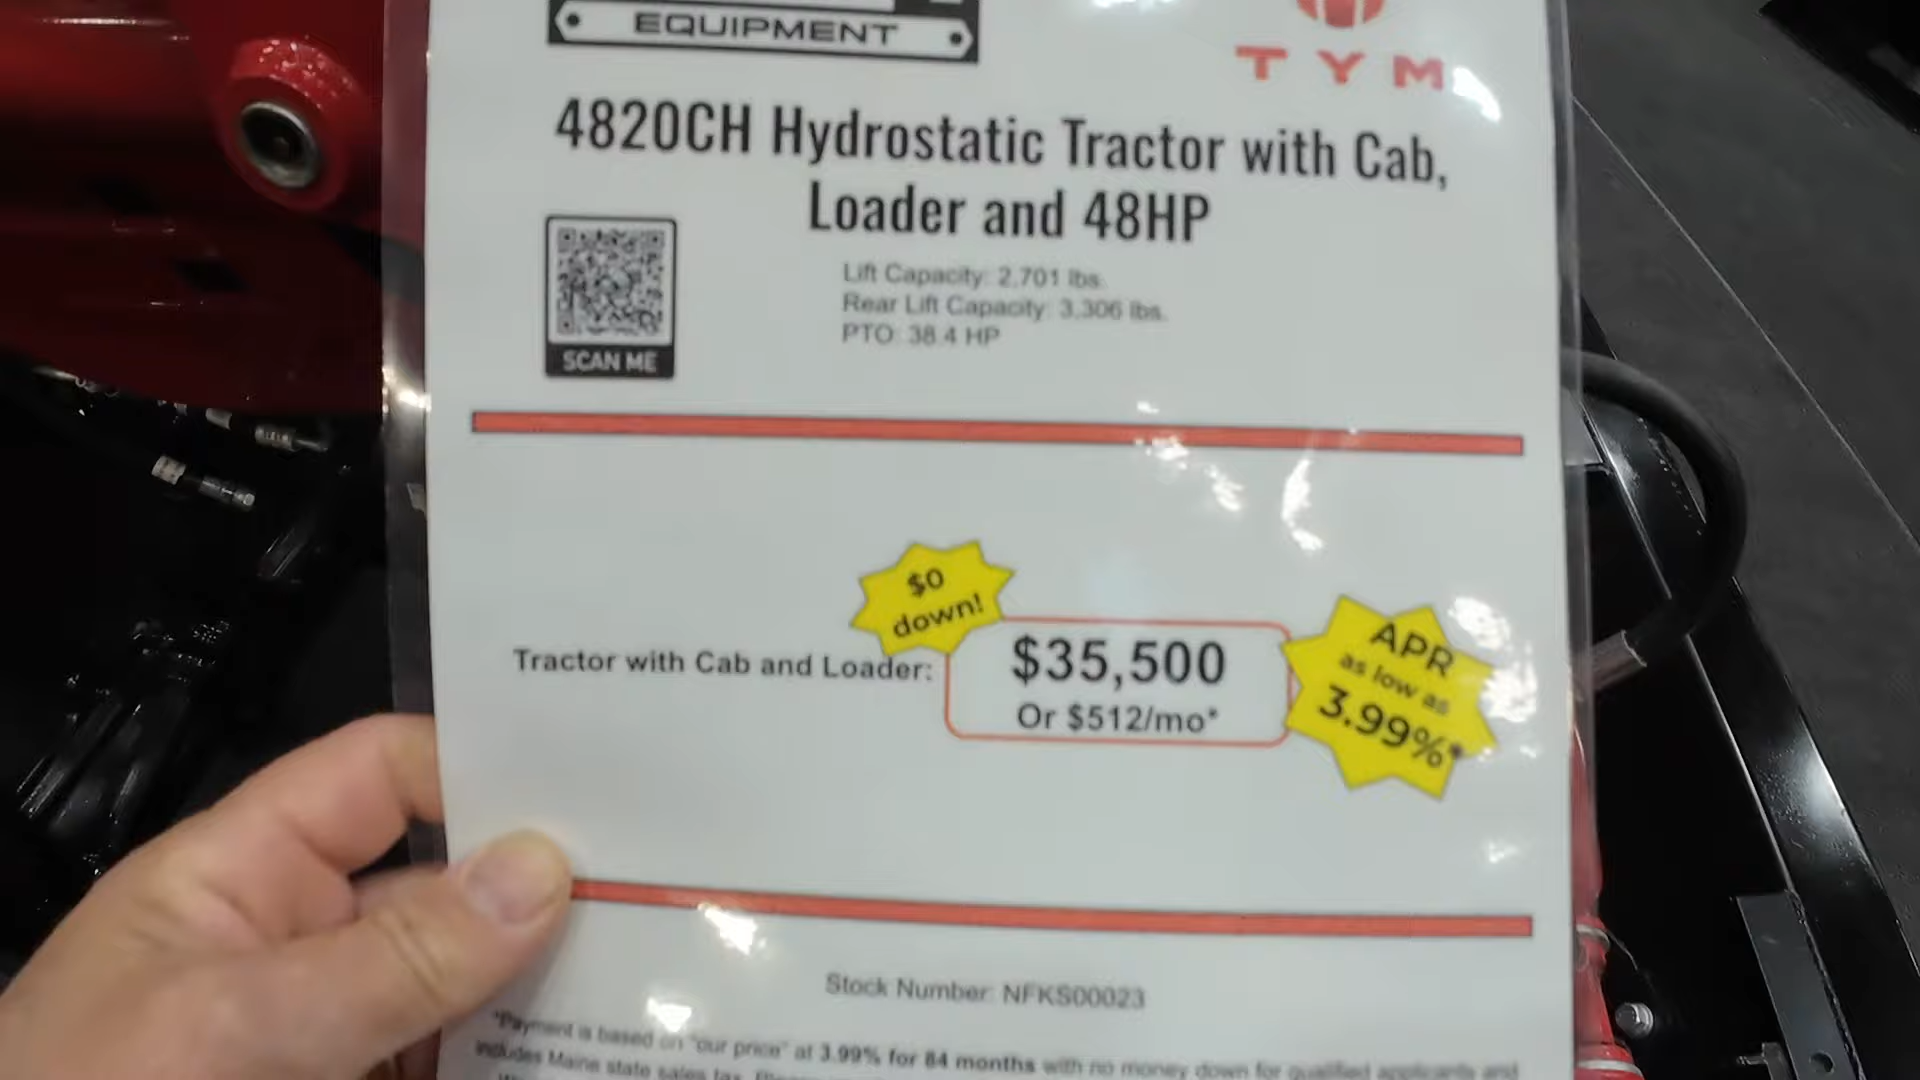 EQUIPMENT
TYM
4820CH Hydrostatic Tractor with Cab,
Loader and 48HP
Lift Capacity: 2,701 lbs.
Rear Lift Capacity: 3,306 lbs.
PTO: 38.4 HP
SCAN ME
$0
down!
Tractor with Cab and Loader:
$35,500
Or $512/mo*
APR
as low as
3.99%*
Stock Number: NFKS00023
*Payment is based on "our price" at 3.99% for 84 months with no money down for qualified applicants and
includes Maine state sales tax.